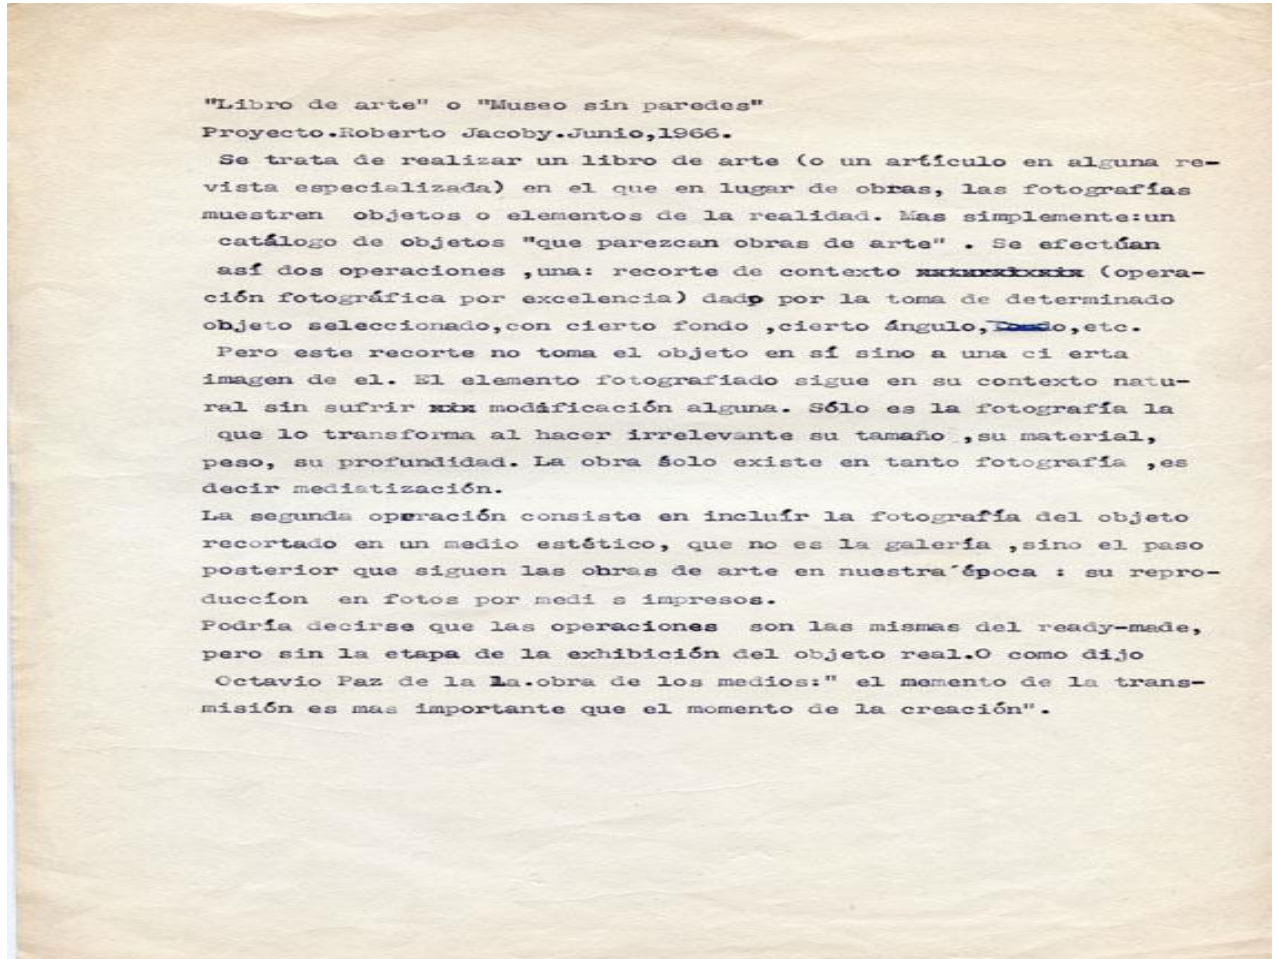 "Libro de arte" o "Museo sin paredes"
Proyecto.Roberto Jacoby.Junio,1966.
Se trata de realizar un libro de arte (o un artículo en alguna re-
vista especializada) en el que en lugar de obras, las fotografías
muestren  objetos o elementos de la realidad. Mas simplemente:un
catálogo de objetos "que parezcan obras de arte" . Se efectúan
así dos operaciones ,una: recorte de contexto (opera-
ción fotográfica por excelencia) dado por la toma de determinado
objeto seleccionado,con cierto fondo ,cierto ángulo, ,etc.
Pero este recorte no toma el objeto en sí sino a una ci erta
imagen de el. El elemento fotografiado sigue en su contexto natu-
ral sin sufrir modificación alguna. Sólo es la fotografía la
que lo transforma al hacer irrelevante su tamaño ,su material,
peso, su profundidad. La obra sólo existe en tanto fotografía ,es
decir mediatización.
La segunda operación consiste en incluír la fotografía del objeto
recortado en un medio estético, que no es la galería ,sino el paso
posterior que siguen las obras de arte en nuestra época : su repro-
duccíon  en fotos por medi s impresos.
Podría decirse que las operaciones  son las mismas del ready-made,
pero sin la etapa de la exhibición del objeto real.O como dijo
Octavio Paz de la La.obra de los medios:" el memento de la trans-
misión es mas importante que el momento de la creación".